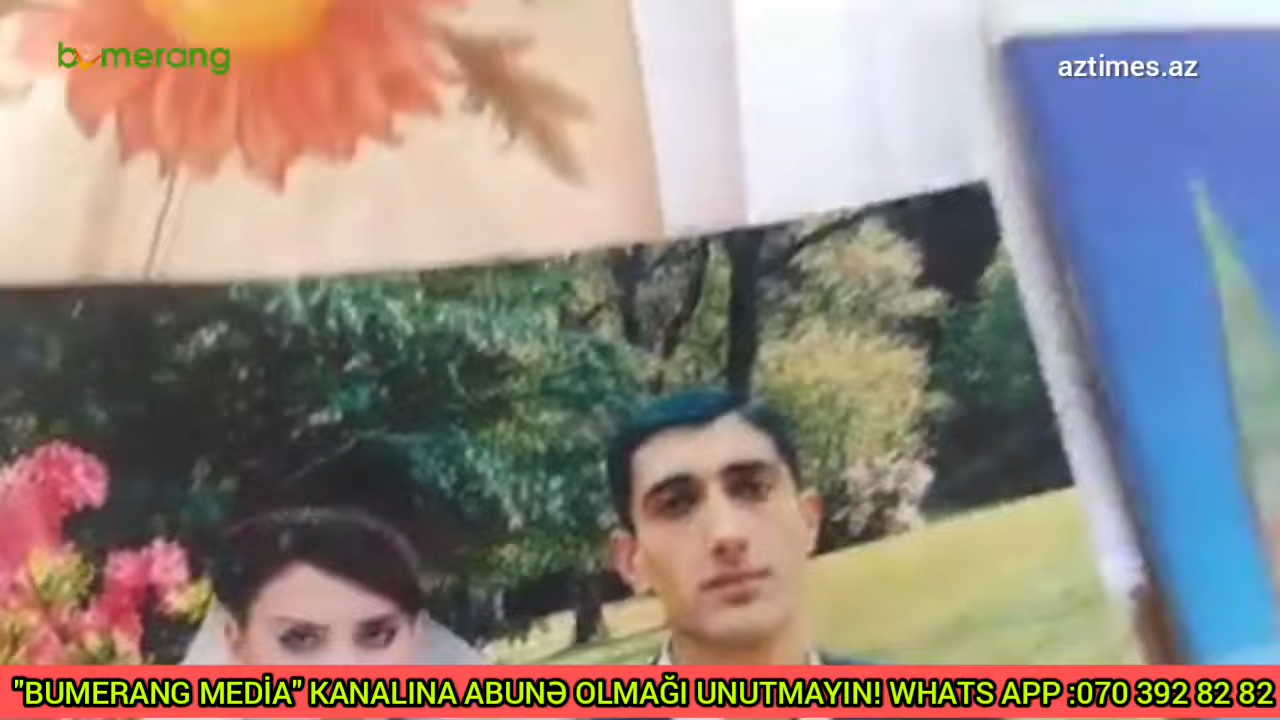 bumerang
aztimes.az
"BUMERANG MEDİA" KANALINA ABUNƏ OLMAĞI UNUTMAYIN! WHATS APP :070 392 82 82